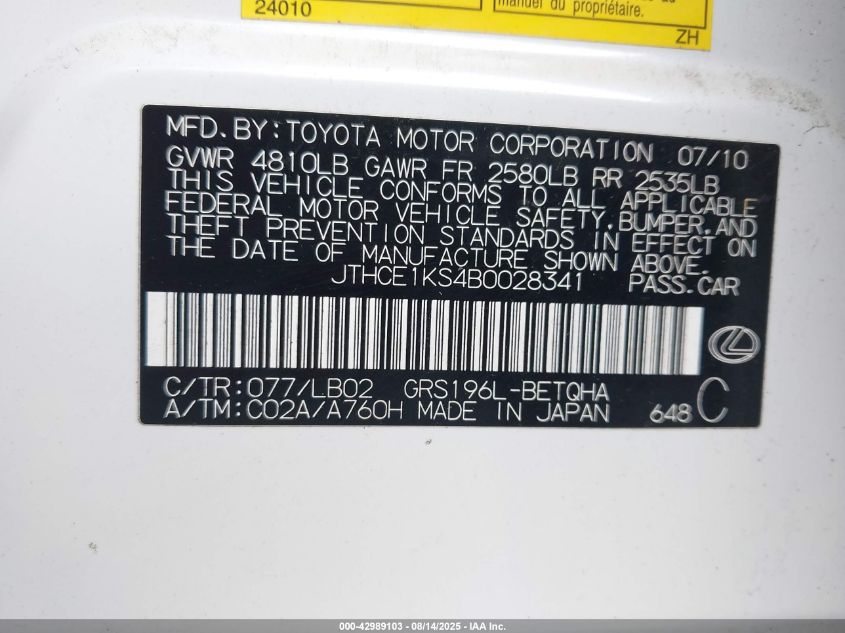 24010
manuel du propriétaire.
ZH
MFD.BY:TOYOTA MOTOR CORPORATION 07/10
GVWR 4810LB GAWR FR 2580LB RR 2535LB
THIS VEHICLE CONFORMS TO ALL APPLICABLE
FEDERAL MOTOR VEHICLE SAFETY,BUMPER,AND
THEFT PREVENTION STANDARDS IN EFFECT ON
THE DATE OF MANUFACTURE SHOWN ABOVE.
JTHCE1KS4B0028341 PASS.CAR
C/TR:077/LB02 GRS196L-BETQHA
A/TM:C02A/A760H MADE IN JAPAN 648 C
000-42989103 - 08/14/2025 - IAA Inc.